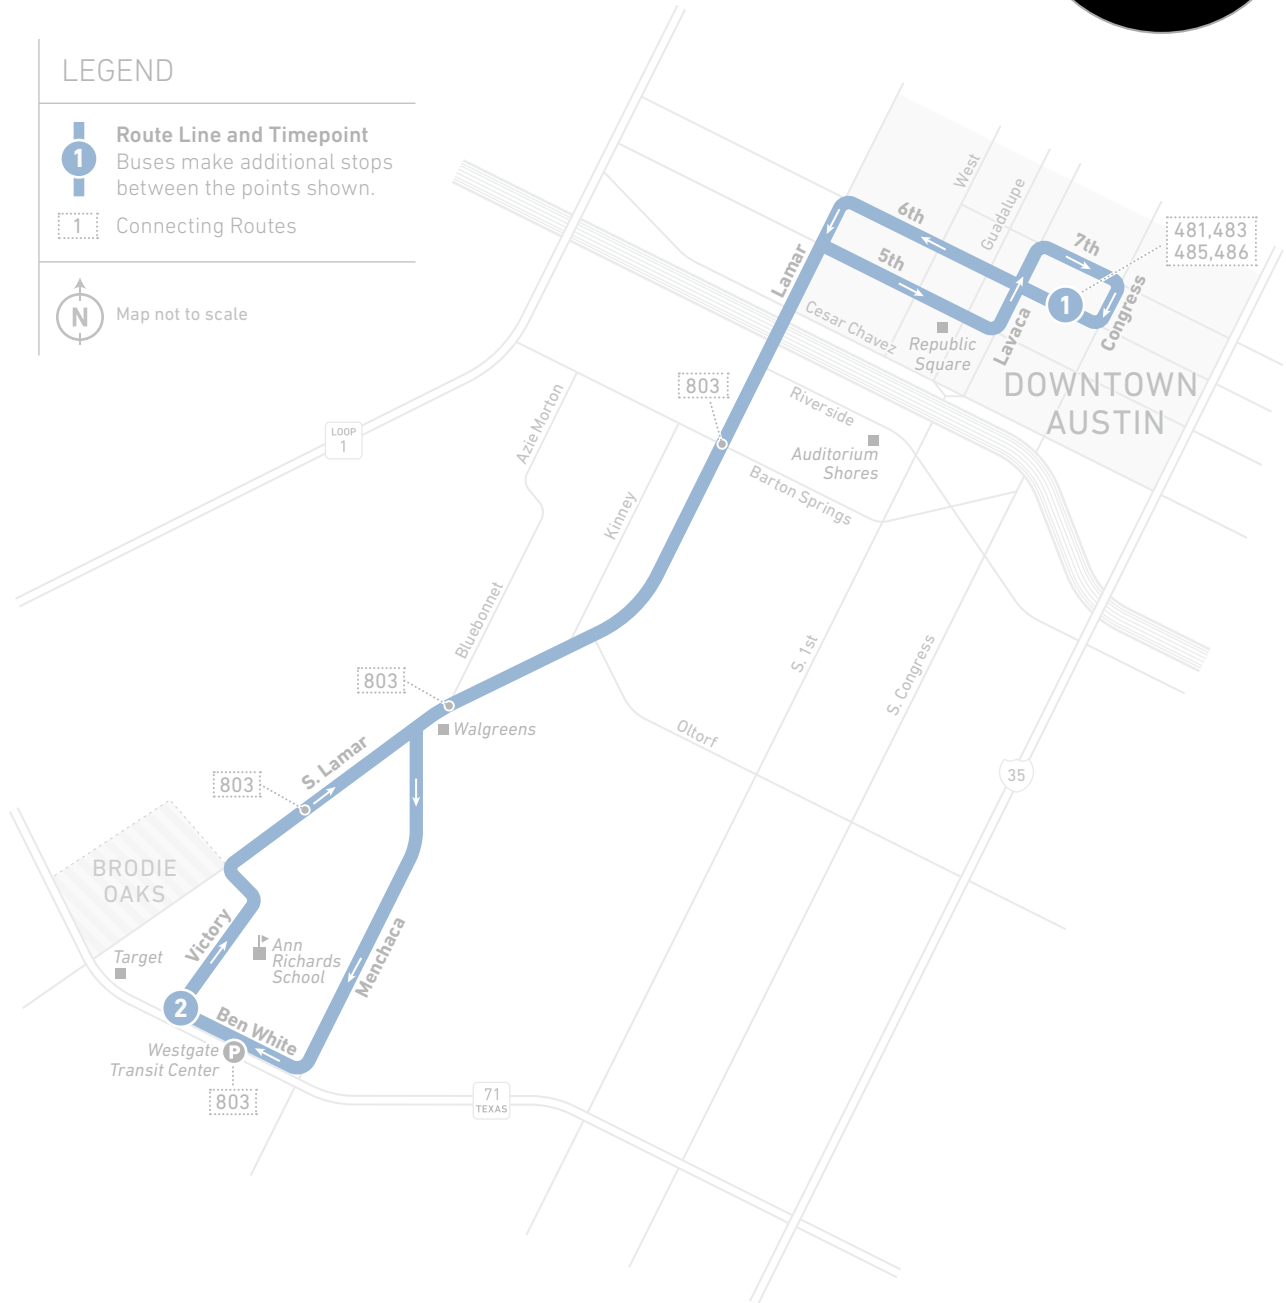 LEGEND
1
Route Line and Timepoint
Buses make additional stops
between the points shown.
1
Connecting Routes
N
Map not to scale
West
Guadalupe
6th
5th
7th
481,483
485,486
1
Lamar
Congress
Lavaca
Cesar Chavez
Republic
Square
DOWNTOWN
AUSTIN
803
Riverside
Auditorium
Shores
Barton Springs
LOOP
1
Azie Morton
Kinney
Bluebonnet
S. 1st
S. Congress
803
Walgreens
Oltorf
S. Lamar
803
35
BRODIE
OAKS
Victory
Target
Ann
Richards
School
Menchaca
2
Ben White
Westgate
Transit Center
P
803
71
TEXAS